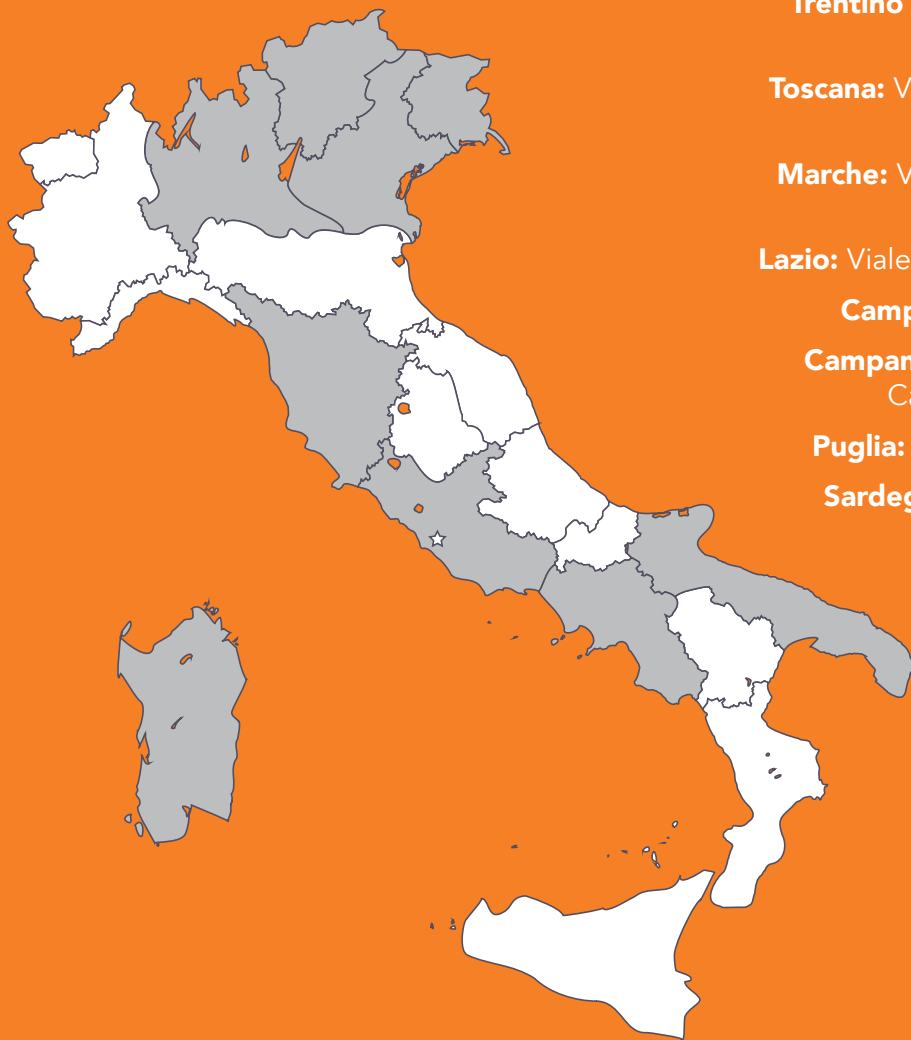 Trentino
Toscana: V
Marche: V
Lazio: Viale
Camp
Campan
Ca
Puglia:
Sardeg